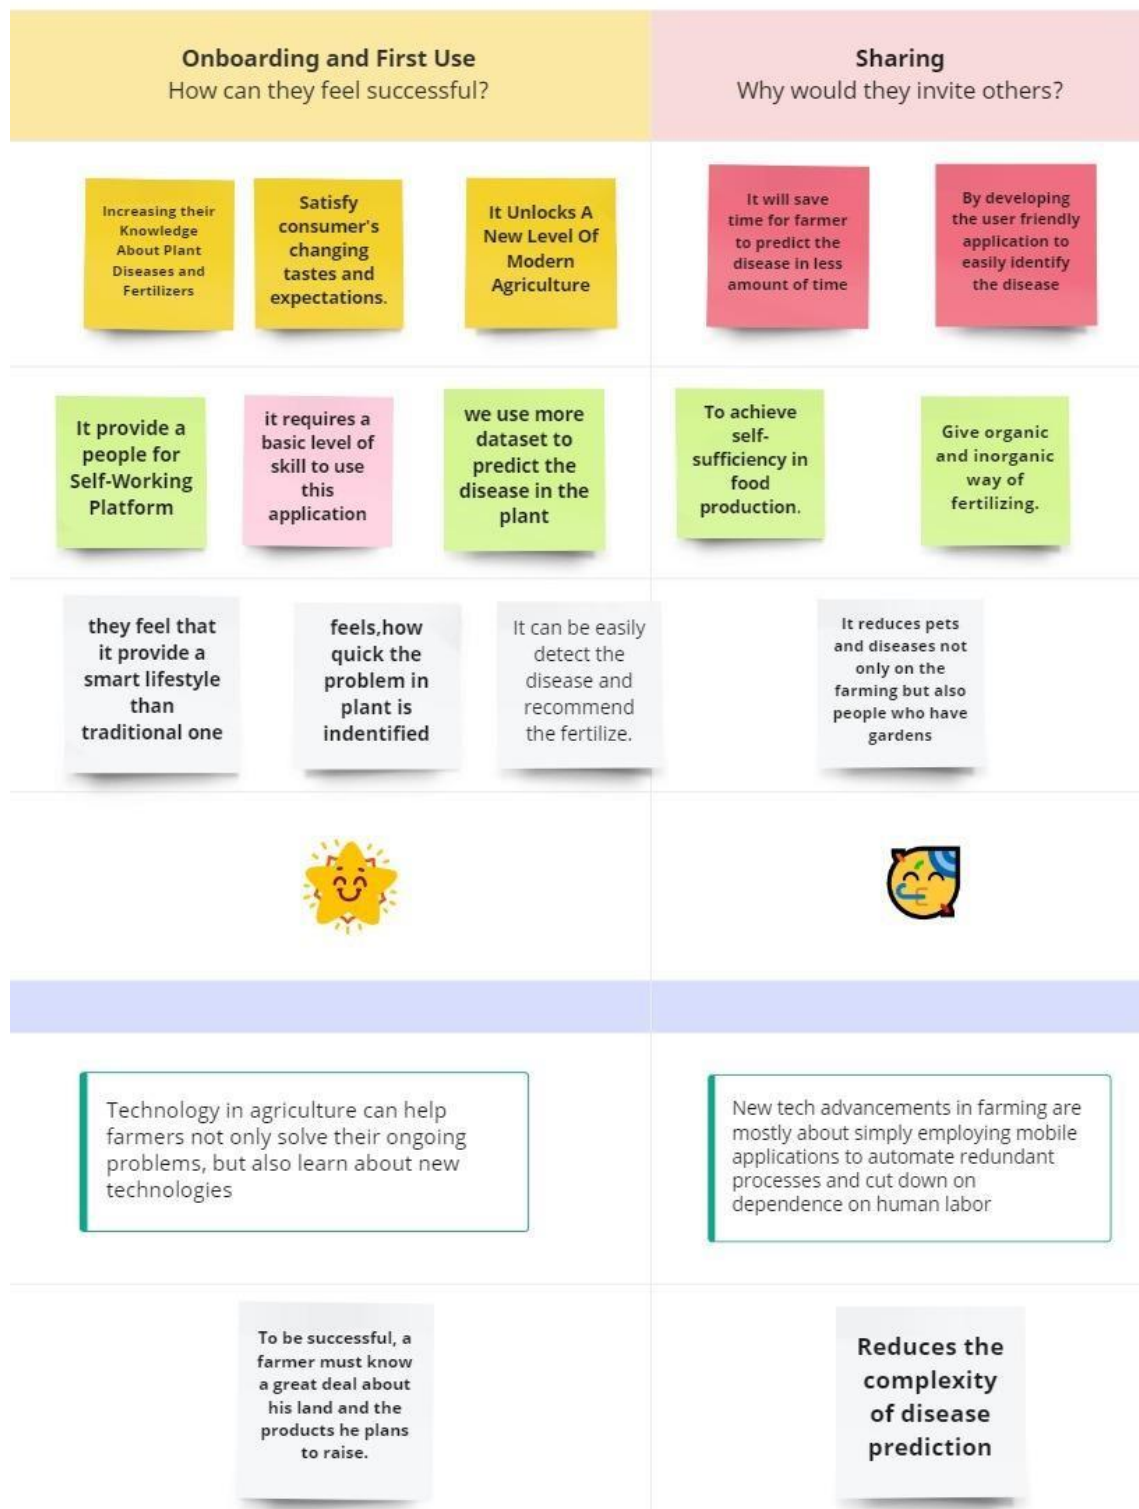 Onboarding and First Use
How can they feel successful?
Sharing
Why would they invite others?
Increasing their
Knowledge
About Plant
Diseases and
Fertilizers
Satisfy
consumer's
changing
tastes and
expectations.
It Unlocks A
New Level Of
Modern
Agriculture
It will save
time for farmer
to predict the
disease in less
amount of time
By developing
the user friendly
application to
easily identify
the disease
It provide a
people for
Self-Working
Platform
it requires a
basic level of
skill to use
this
application
we use more
dataset to
predict the
disease in the
plant
To achieve
self-
sufficiency in
food
production.
Give organic
and inorganic
way of
fertilizing.
they feel that
it provide a
smart lifestyle
than
traditional one
feels,how
quick the
problem in
plant is
indentified
It can be easily
detect the
disease and
recommend
the fertilize.
It reduces pets
and diseases not
only on the
farming but also
people who have
gardens
Technology in agriculture can help
farmers not only solve their ongoing
problems, but also learn about new
technologies
New tech advancements in farming are
mostly about simply employing mobile
applications to automate redundant
processes and cut down on
dependence on human labor
To be successful, a
farmer must know
a great deal about
his land and the
products he plans
to raise.
Reduces the
complexity
of disease
prediction